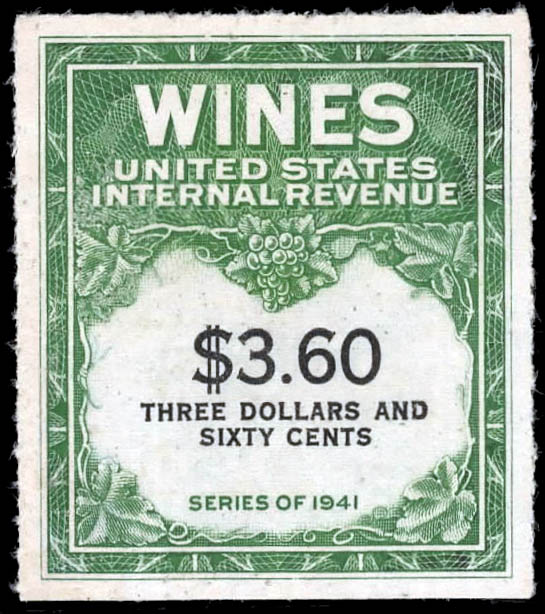 WINES
UNITED STATES
INTERNAL REVENUE
$3.60
THREE DOLLARS AND
SIXTY CENTS
SERIES OF 1941